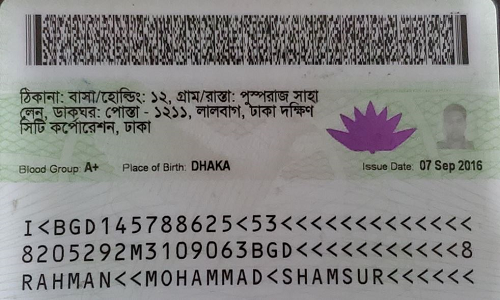 ঠিকানা: বাসা/হোল্ডিং: ১২, গ্রাম/রাস্তা: পুস্পরাজ সাহা
লেন, ডাকঘর: পোস্তা - ১২১১, লালবাগ, ঢাকা দক্ষিণ
সিটি কর্পোরেশন, ঢাকা
Blood Group: A+ Place of Birth: DHAKA Issue Date: 07 Sep 2016
I<BGD145788625<53<<<<<<<<<<<<<
8205292M3109063BGD<<<<<<<<<<<8
RAHMAN<<MOHAMMAD<SHAMSUR<<<<<<